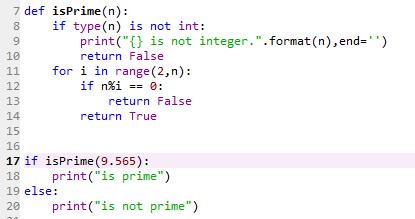 7 def isPrime(n):
8     if type(n) is not int:
9         print("{} is not integer.".format(n),end='')
10         return False
11     for i in range(2,n):
12         if n%i == 0:
13             return False
14         return True
15
16
17 if isPrime(9.565):
18     print("is prime")
19 else:
20     print("is not prime")